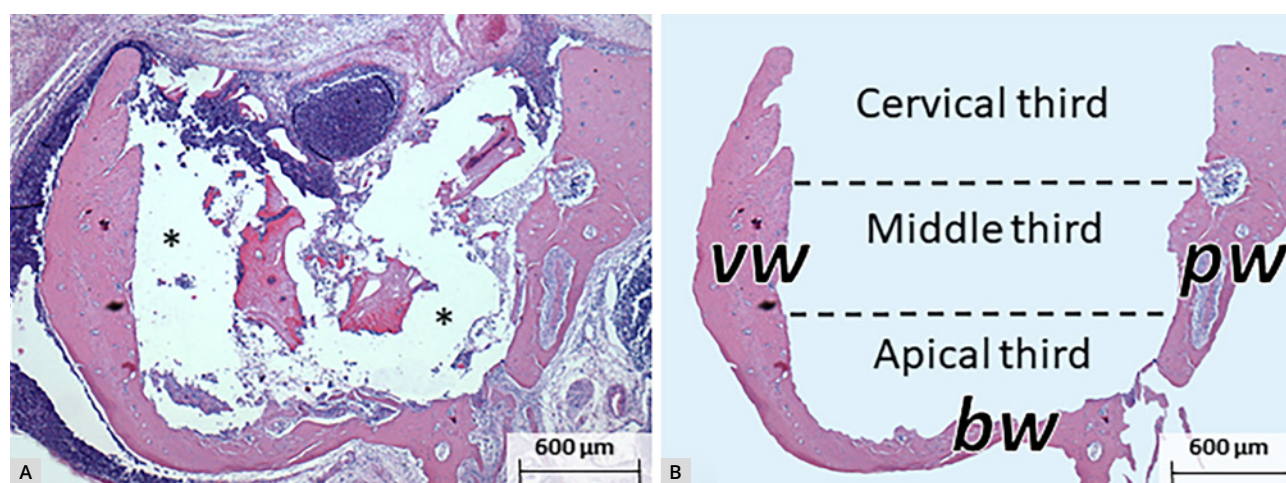 *
*
600 µm
A
Cervical third
Middle third
vw
pw
Apical third
bw
600 µm
B